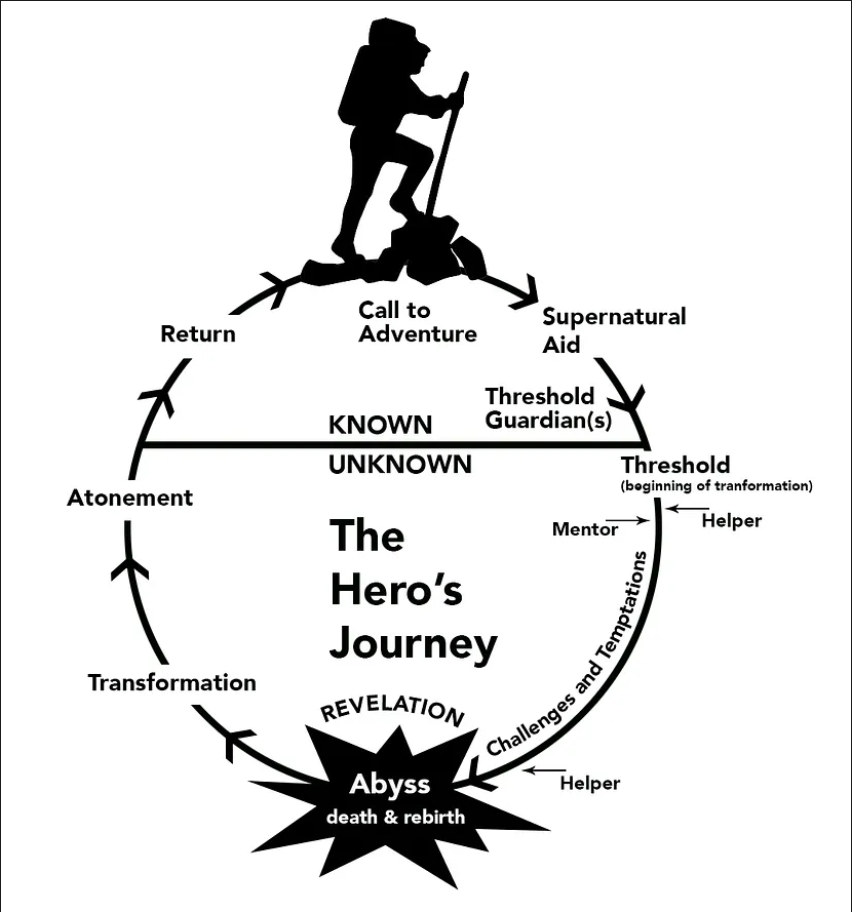 Call to
Adventure
Supernatural
Aid
Return
Threshold
Guardian(s)
KNOWN
UNKNOWN
Threshold
(beginning of tranformation)
Atonement
Mentor
Helper
The
Hero's
Journey
Challenges and Temptations
Transformation
REVELATION
Abyss
death & rebirth
Helper